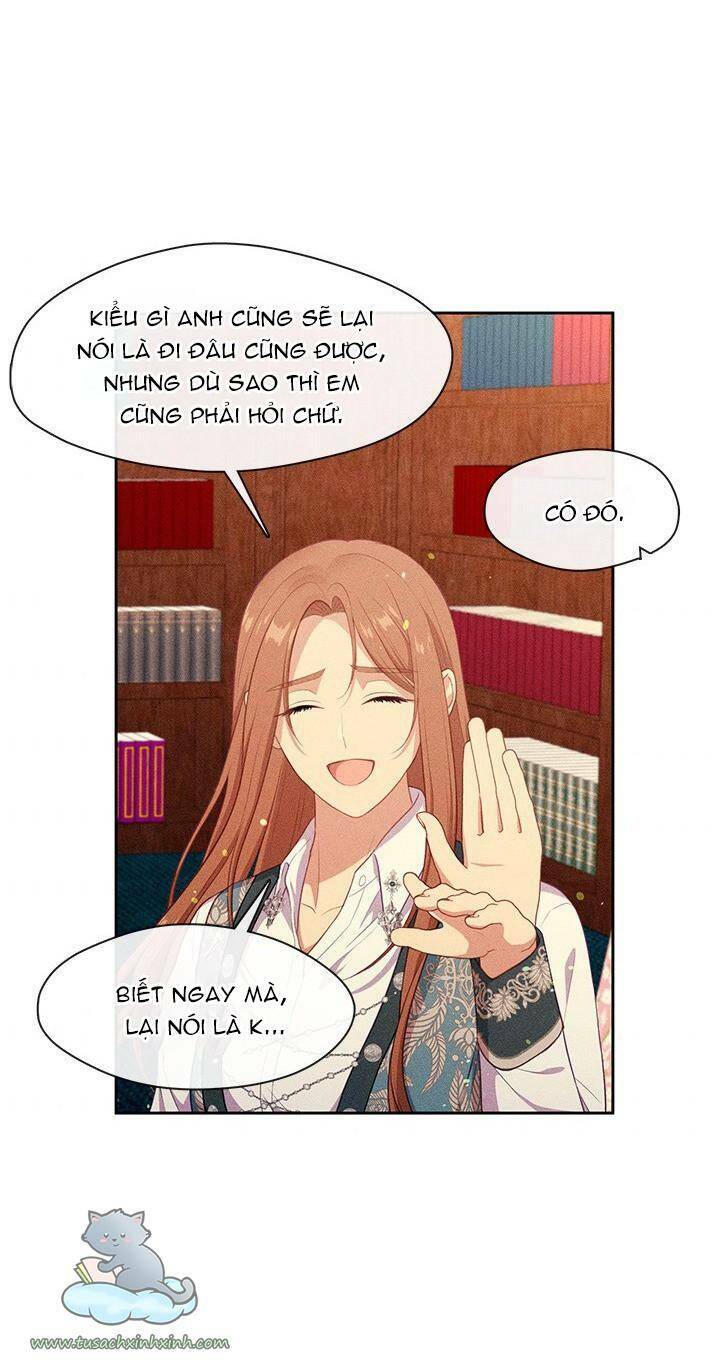 KIỂU GÌ ANH CŨNG SẼ LẠI
NÓI LÀ ĐI ĐÂU CŨNG ĐƯỢC,
NHƯNG DÙ SAO THÌ EM
CŨNG PHẢI HỎI CHỨ.
CÓ ĐÓ.
BIẾT NGAY MÀ,
LẠI NÓI LÀ K...
www.tusachxinhxinh.com